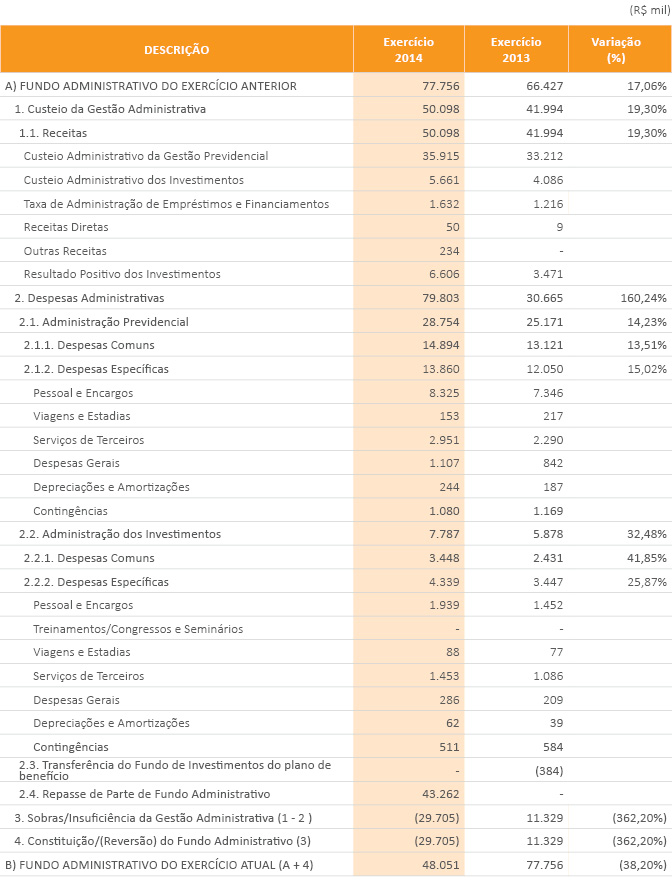 (R$ mil)
DESCRIÇÃO Exercício 2014 Exercício 2013 Variação (%)
A) FUNDO ADMINISTRATIVO DO EXERCÍCIO ANTERIOR 77.756 66.427 17,06%
1. Custeio da Gestão Administrativa 50.098 41.994 19,30%
1.1. Receitas 50.098 41.994 19,30%
Custeio Administrativo da Gestão Previdencial 35.915 33.212
Custeio Administrativo dos Investimentos 5.661 4.086
Taxa de Administração de Empréstimos e Financiamentos 1.632 1.216
Receitas Diretas 50 9
Outras Receitas 234 -
Resultado Positivo dos Investimentos 6.606 3.471
2. Despesas Administrativas 79.803 30.665 160,24%
2.1. Administração Previdencial 28.754 25.171 14,23%
2.1.1. Despesas Comuns 14.894 13.121 13,51%
2.1.2. Despesas Específicas 13.860 12.050 15,02%
Pessoal e Encargos 8.325 7.346
Viagens e Estadias 153 217
Serviços de Terceiros 2.951 2.290
Despesas Gerais 1.107 842
Depreciações e Amortizações 244 187
Contingências 1.080 1.169
2.2. Administração dos Investimentos 7.787 5.878 32,48%
2.2.1. Despesas Comuns 3.448 2.431 41,85%
2.2.2. Despesas Específicas 4.339 3.447 25,87%
Pessoal e Encargos 1.939 1.452
Treinamentos/Congressos e Seminários - -
Viagens e Estadias 88 77
Serviços de Terceiros 1.453 1.086
Despesas Gerais 286 209
Depreciações e Amortizações 62 39
Contingências 511 584
2.3. Transferência do Fundo de Investimentos do plano de
benefício - (384)
2.4. Repasse de Parte de Fundo Administrativo 43.262 -
3. Sobras/Insuficiência da Gestão Administrativa (1 - 2 ) (29.705) 11.329 (362,20%)
4. Constituição/(Reversão) do Fundo Administrativo (3) (29.705) 11.329 (362,20%)
B) FUNDO ADMINISTRATIVO DO EXERCÍCIO ATUAL (A + 4) 48.051 77.756 (38,20%)